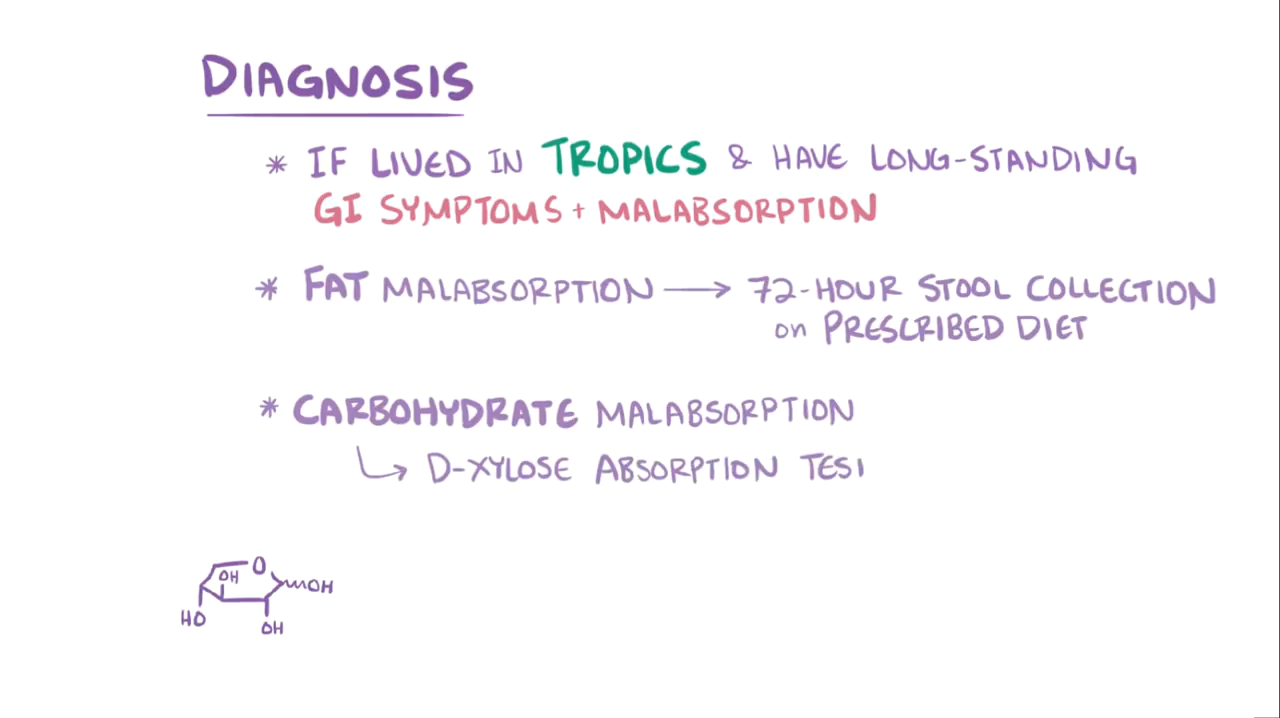 DIAGNOSIS
* IF LIVED IN TROPICS & HAVE LONG-STANDING
GI SYMPTOMS + MALABSORPTION
* FAT MALABSORPTION → 72-HOUR STOOL COLLECTION
on PRESCRIBED DIET
* CARBOHYDRATE MALABSORPTION
↳ D-XYLOSE ABSORPTION TESI
O
OH
OH
HO
OH